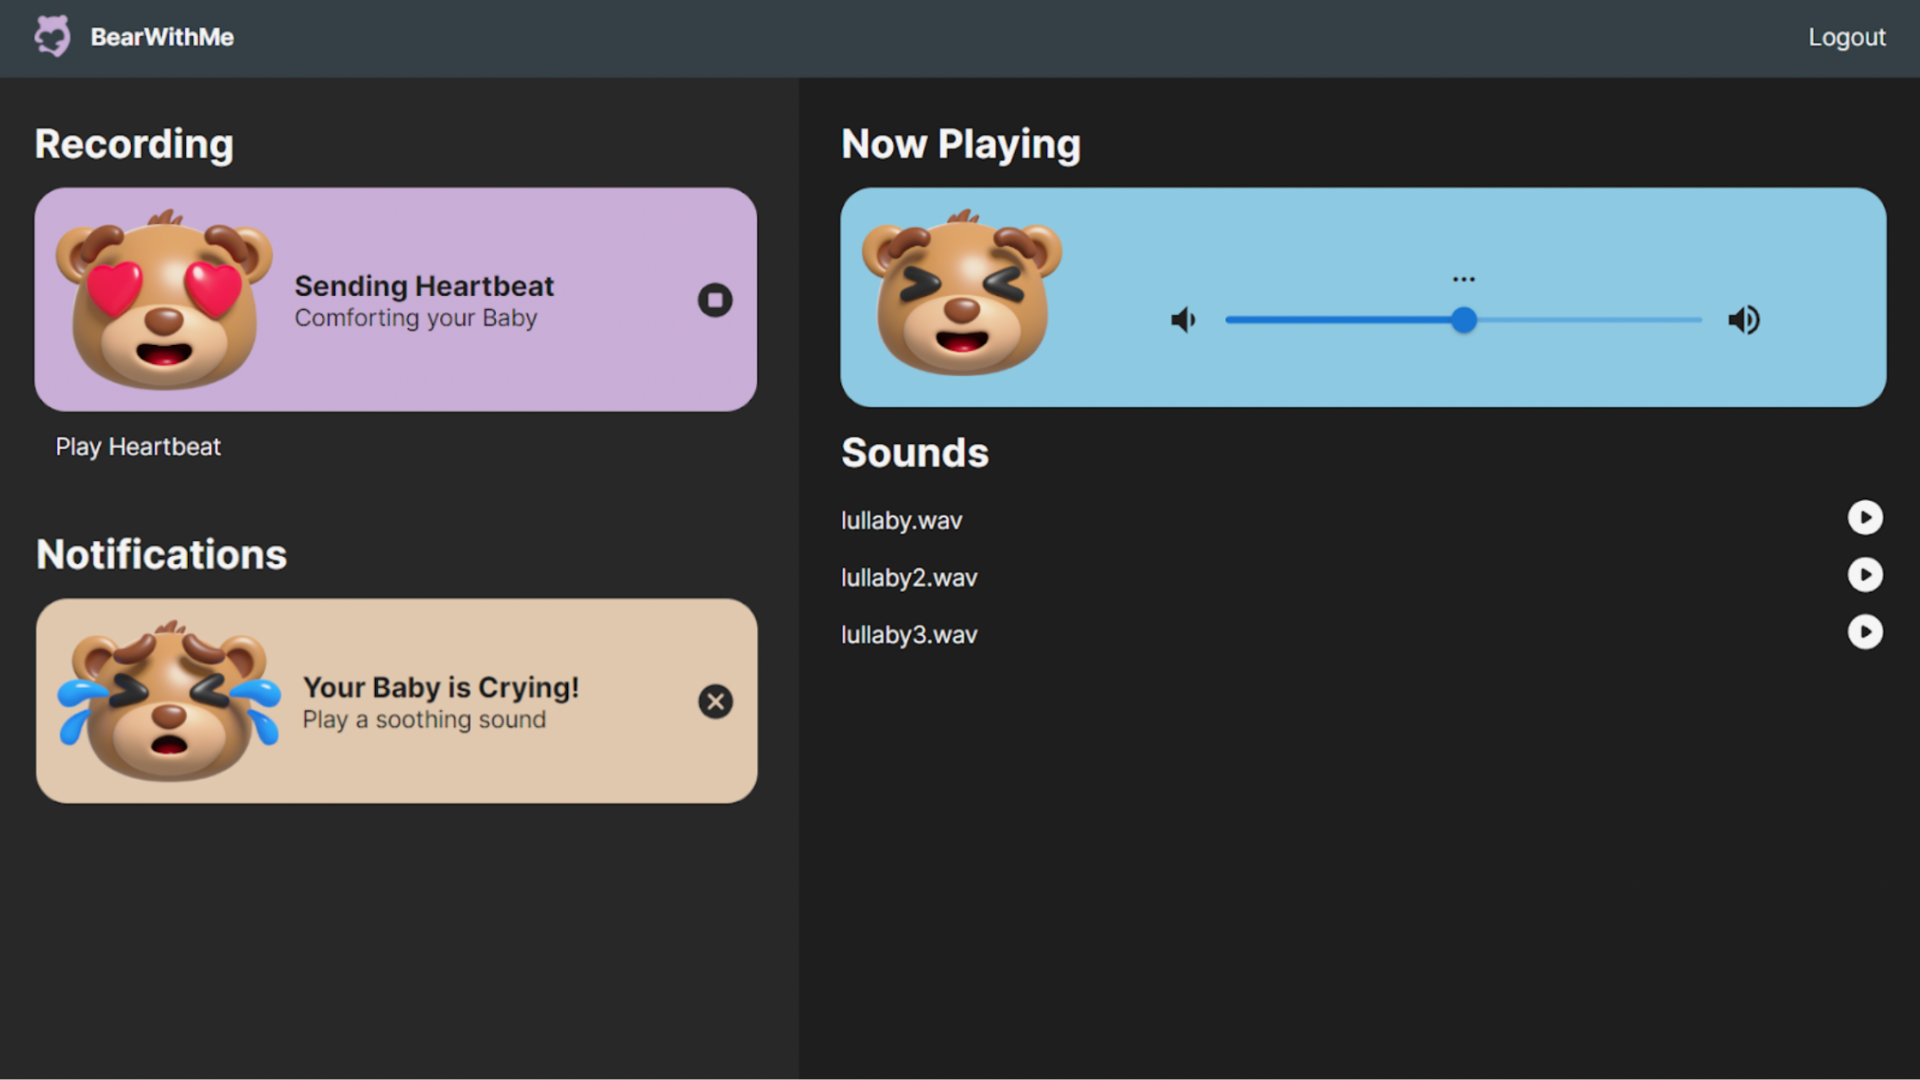 BearWithMe
Logout
Recording
Sending Heartbeat
Comforting your Baby
Play Heartbeat
Notifications
Your Baby is Crying!
Play a soothing sound
Now Playing
...
Sounds
lullaby.wav
lullaby2.wav
lullaby3.wav